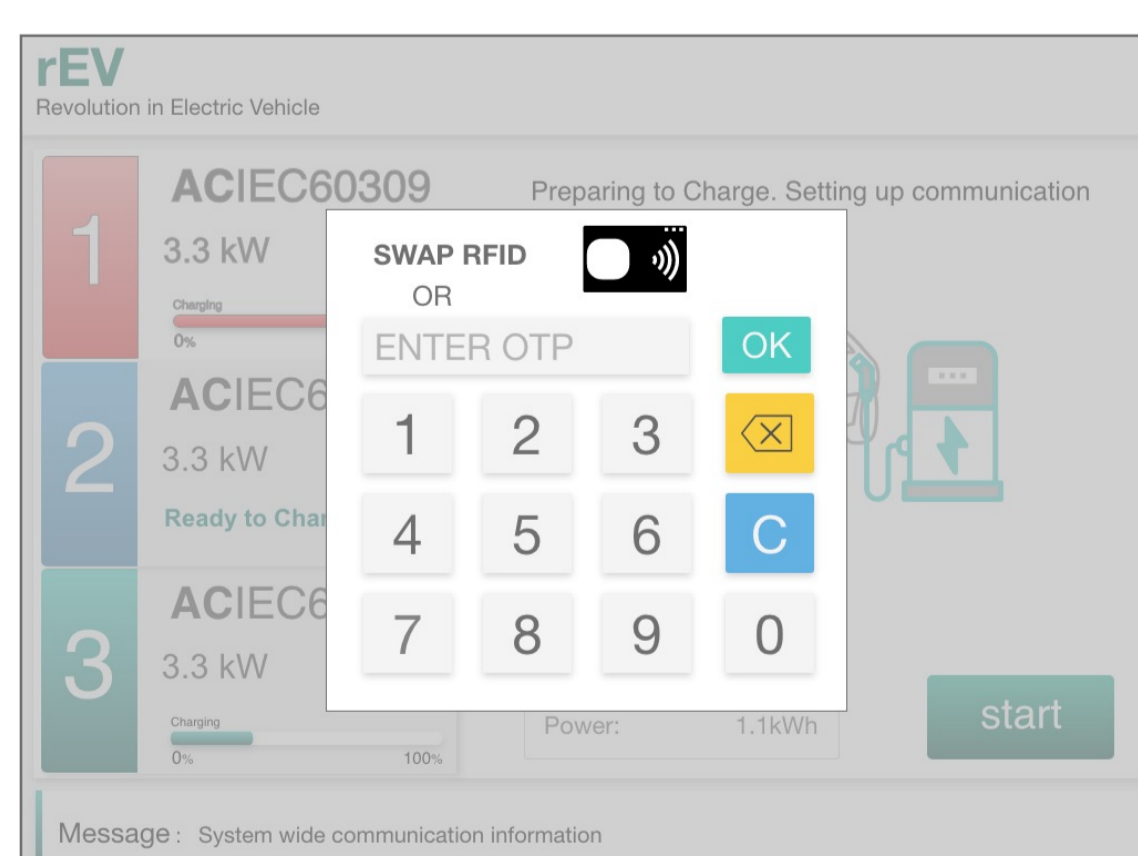 rEV
Revolution in Electric Vehicle
1
ACIEC60309
3.3 kW
Charging
0%
Preparing to Charge. Setting up communication
SWAP RFID
OR
ENTER OTP
OK
1 2 3
4 5 6 C
7 8 9 0
2
ACIEC6
3.3 kW
Ready to Char
3
ACIEC6
3.3 kW
Charging
0% 100%
Power: 1.1kWh
start
Message : System wide communication information